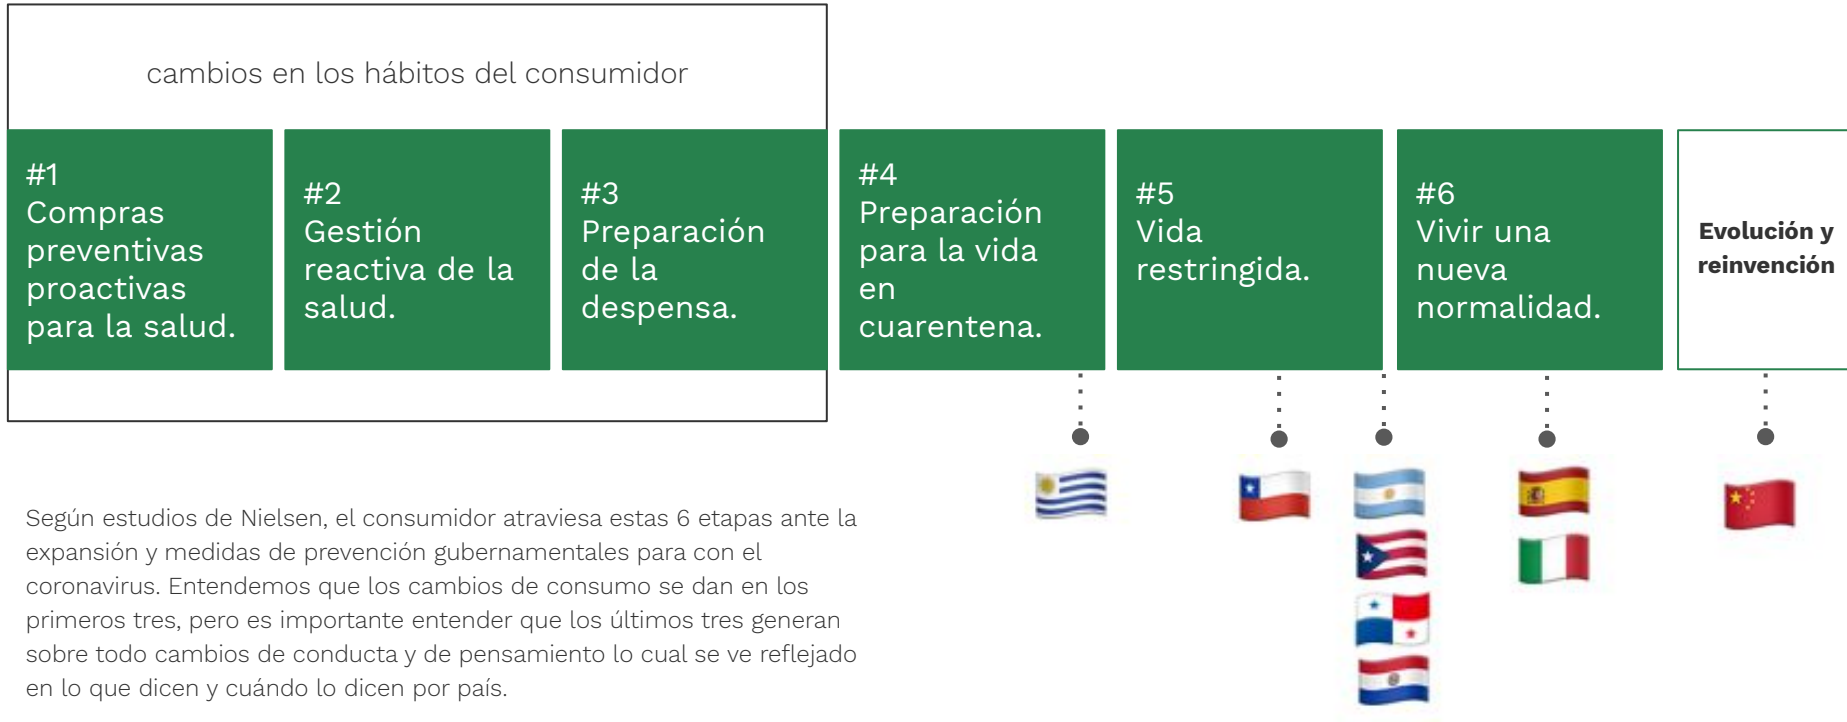 cambios en los hábitos del consumidor
#1
Compras
preventivas
proactivas
para la salud.
#2
Gestión
reactiva de la
salud.
#3
Preparación
de la
despensa.
#4
Preparación
para la vida
en
cuarentena.
#5
Vida
restringida.
#6
Vivir una
nueva
normalidad.
Evolución y
reinvención
Según estudios de Nielsen, el consumidor atraviesa estas 6 etapas ante la
expansión y medidas de prevención gubernamentales para con el
coronavirus. Entendemos que los cambios de consumo se dan en los
primeros tres, pero es importante entender que los últimos tres generan
sobre todo cambios de conducta y de pensamiento lo cual se ve reflejado
en lo que dicen y cuándo lo dicen por país.